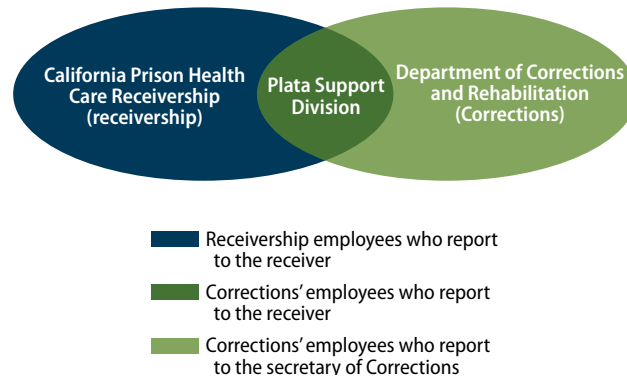 California Prison Health
Care Receivership
(receivership)
Plata Support
Division
Department of Corrections
and Rehabilitation
(Corrections)
Receivership employees who report
to the receiver
Corrections’ employees who report
to the receiver
Corrections’ employees who report
to the secretary of Corrections